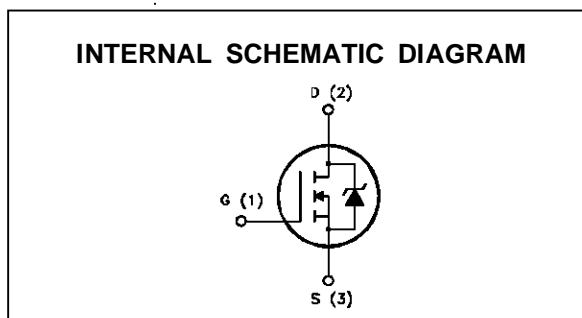 INTERNAL SCHEMATIC DIAGRAM
D (2)
G (1)
S (3)